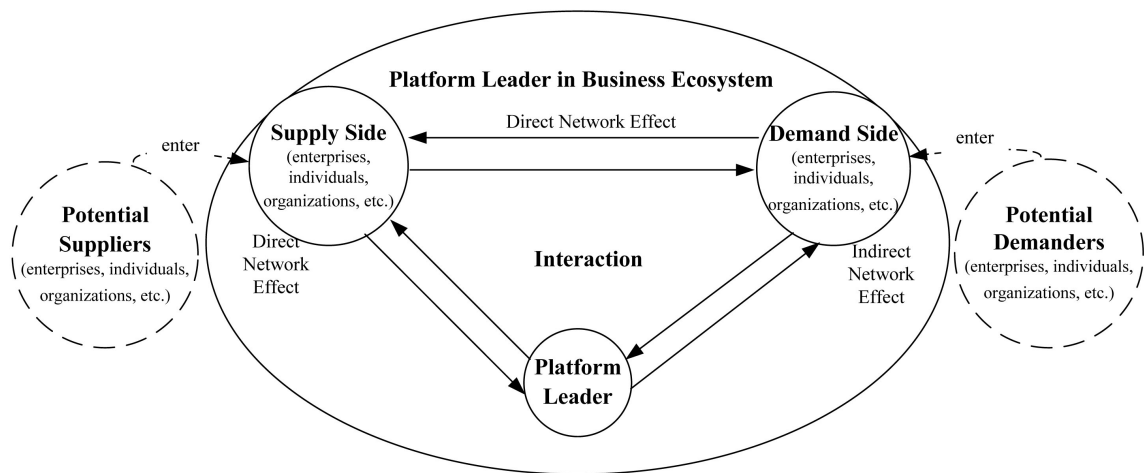 Platform Leader in Business Ecosystem
Direct Network Effect
Supply Side
(enterprises,
individuals,
organizations, etc.)
Demand Side
(enterprises,
individuals,
organizations, etc.)
enter
enter
Potential
Suppliers
(enterprises, individuals,
organizations, etc.)
Direct
Network
Effect
Interaction
Indirect
Network
Effect
Potential
Demanders
(enterprises, individuals,
organizations, etc.)
Platform
Leader